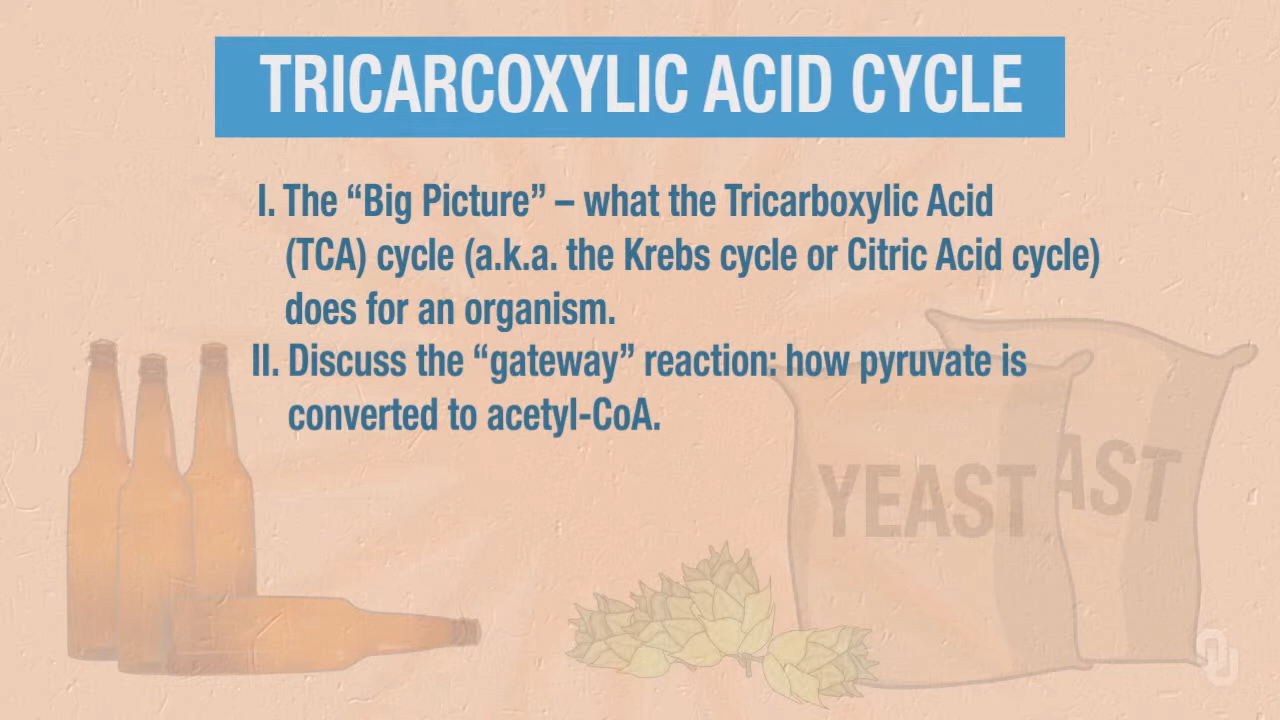 TRICARCOXYLIC ACID CYCLE
I. The “Big Picture” – what the Tricarboxylic Acid
(TCA) cycle (a.k.a. the Krebs cycle or Citric Acid cycle)
does for an organism.
II. Discuss the “gateway” reaction: how pyruvate is
converted to acetyl-CoA.
YEAST
AST
OU